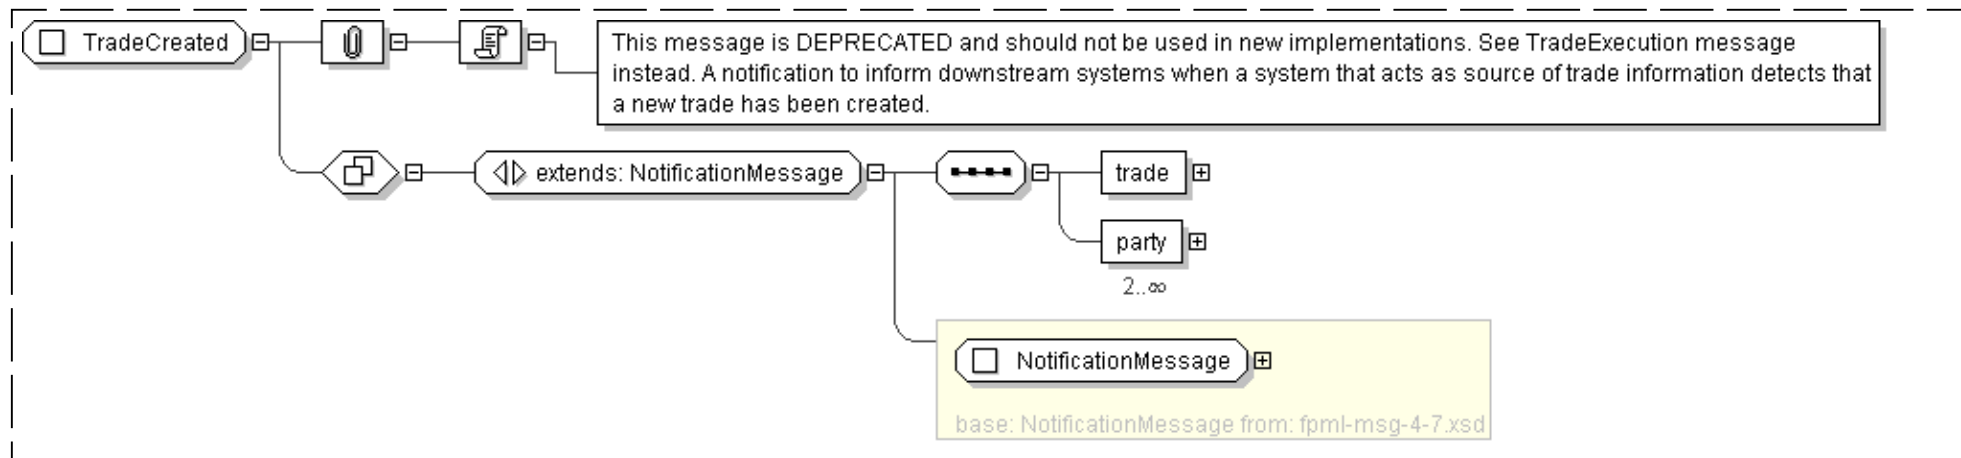 TradeCreated
This message is DEPRECATED and should not be used in new implementations. See TradeExecution message
instead. A notification to inform downstream systems when a system that acts as source of trade information detects that
a new trade has been created.
extends: NotificationMessage
trade
party
2..∞
NotificationMessage
base: NotificationMessage from: fpml-msg-4-7.xsd